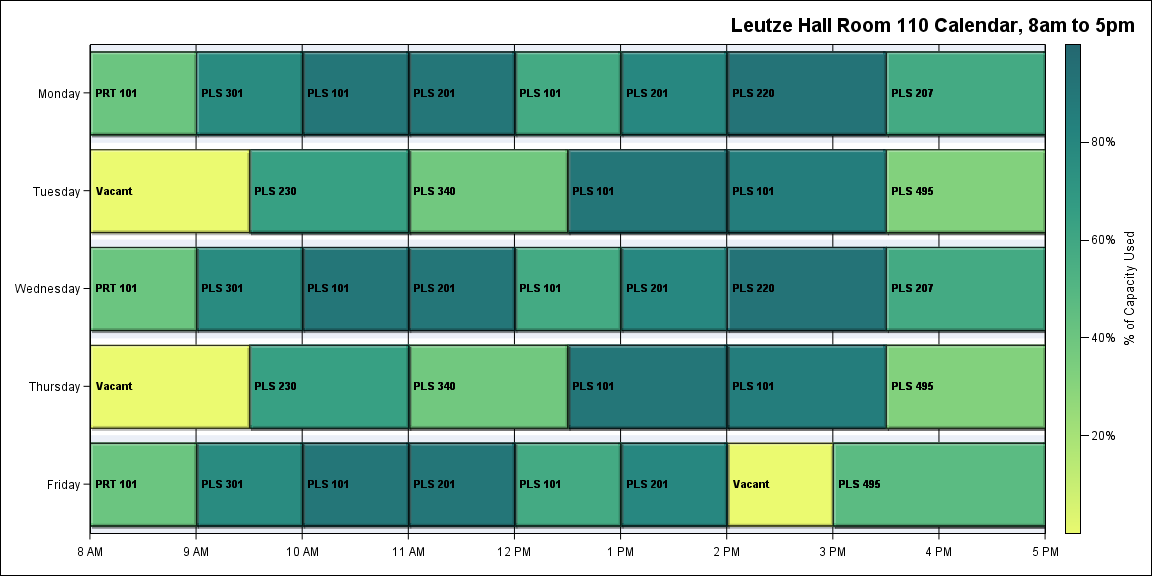 Leutze Hall Room 110 Calendar, 8am to 5pm
Monday
PRT 101
PLS 301
PLS 101
PLS 201
PLS 101
PLS 201
PLS 220
PLS 207
Tuesday
Vacant
PLS 230
PLS 340
PLS 101
PLS 101
PLS 495
Wednesday
PRT 101
PLS 301
PLS 101
PLS 201
PLS 101
PLS 201
PLS 220
PLS 207
Thursday
Vacant
PLS 230
PLS 340
PLS 101
PLS 101
PLS 495
Friday
PRT 101
PLS 301
PLS 101
PLS 201
PLS 101
PLS 201
Vacant
PLS 495
8 AM
9 AM
10 AM
11 AM
12 PM
1 PM
2 PM
3 PM
4 PM
5 PM
80%
60%
40%
20%
% of Capacity Used